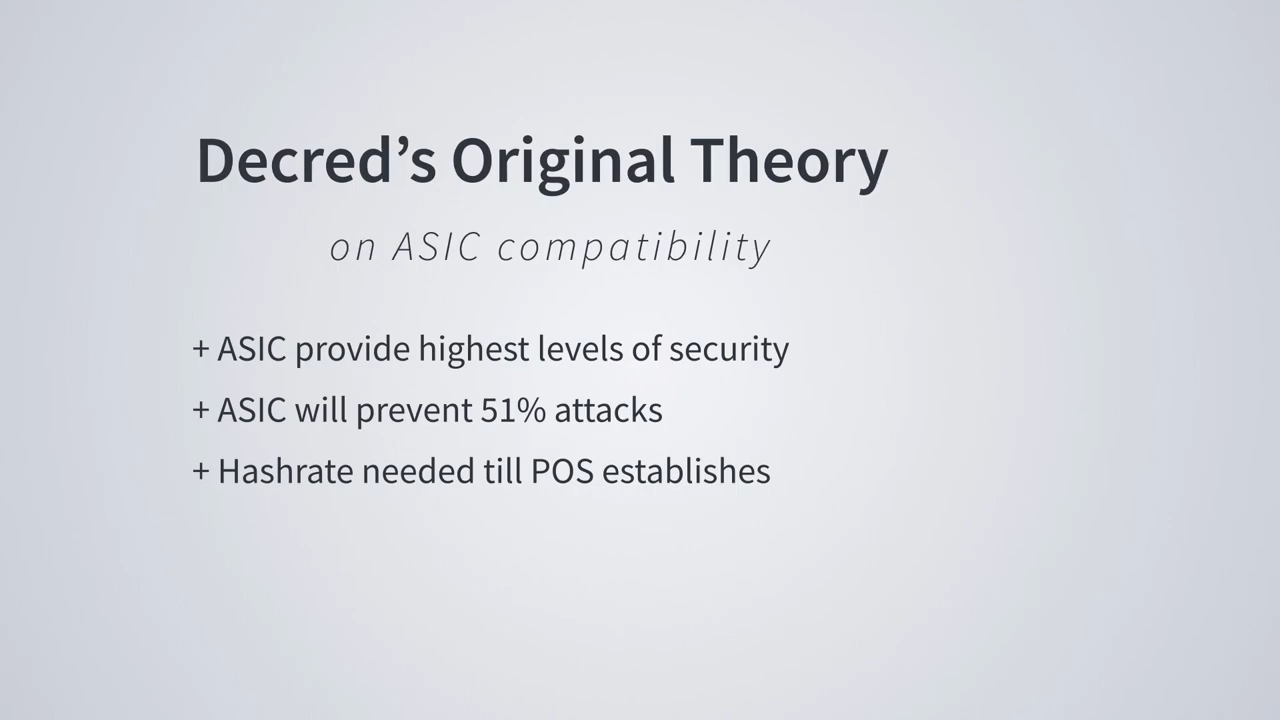 Decred’s Original Theory
on ASIC compatibility
+ ASIC provide highest levels of security
+ ASIC will prevent 51% attacks
+ Hashrate needed till POS establishes